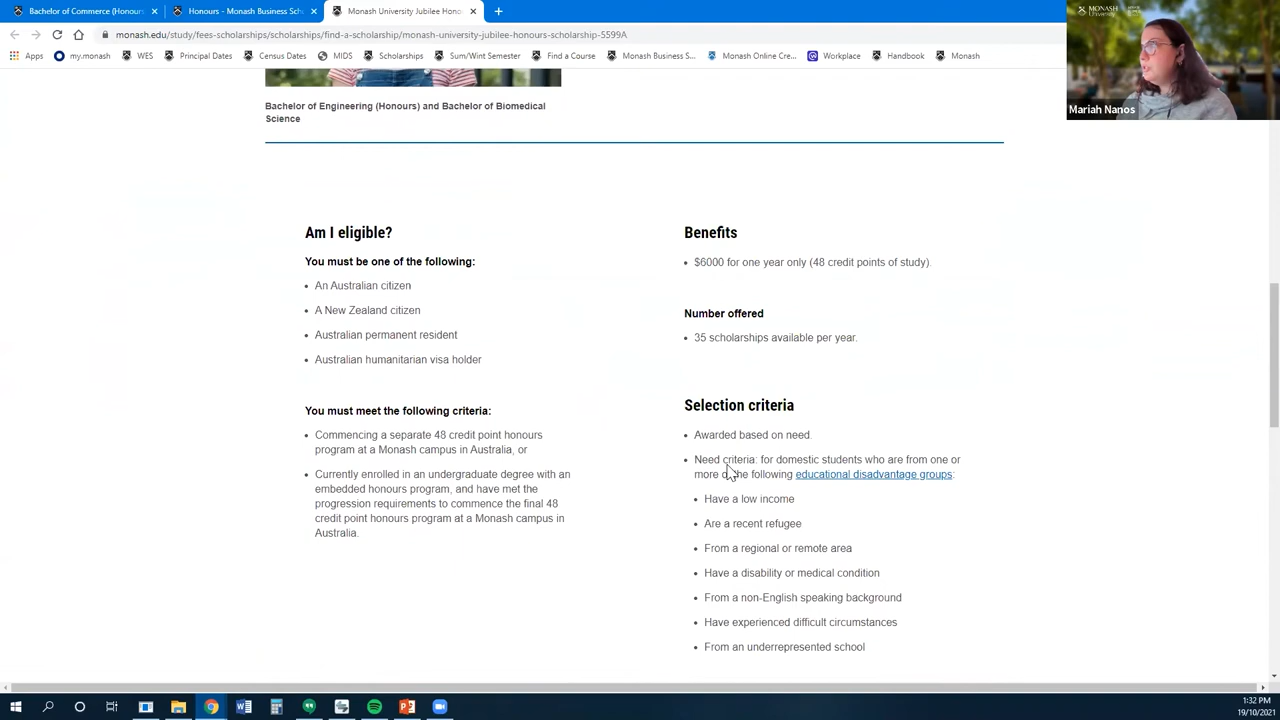 Bachelor of Commerce (Honours
Honours - Monash Business Sch
Monash University Jubilee Hono
monash.edu/study/fees-scholarships/scholarships/find-a-scholarship/monash-university-jubilee-honours-scholarship-5599A
Apps
my.monash
WES
Principal Dates
Census Dates
MIDS
Scholarships
Sum/Wint Semester
Find a Course
Monash Business S...
Monash Online Cre...
Workplace
Handbook
Monash
MONASH University
Mariah Nanos
Bachelor of Engineering (Honours) and Bachelor of Biomedical
Science
Am I eligible?
You must be one of the following:
• An Australian citizen
• A New Zealand citizen
• Australian permanent resident
• Australian humanitarian visa holder
You must meet the following criteria:
• Commencing a separate 48 credit point honours
program at a Monash campus in Australia, or
• Currently enrolled in an undergraduate degree with an
embedded honours program, and have met the
progression requirements to commence the final 48
credit point honours program at a Monash campus in
Australia.
Benefits
• $6000 for one year only (48 credit points of study).
Number offered
• 35 scholarships available per year.
Selection criteria
• Awarded based on need.
• Need criteria: for domestic students who are from one or
more of the following educational disadvantage groups:
• Have a low income
• Are a recent refugee
• From a regional or remote area
• Have a disability or medical condition
• From a non-English speaking background
• Have experienced difficult circumstances
• From an underrepresented school
1:32 PM
19/10/2021